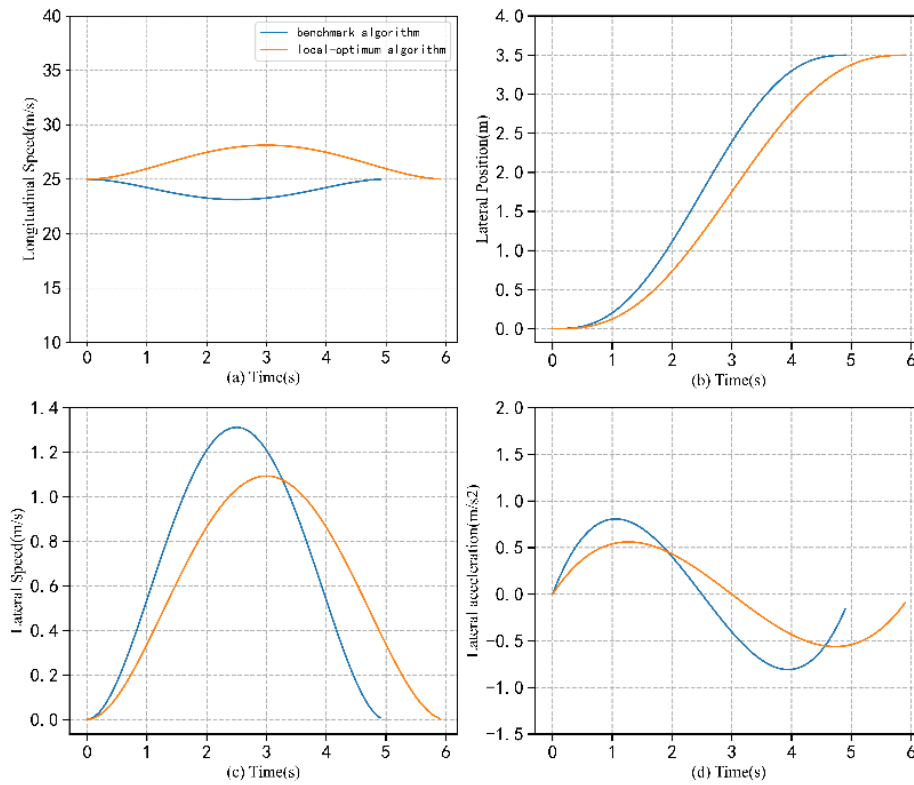 40
35
30
25
20
15
10
Longitudinal Speed(m/s)
benchmark algorithm
local-optimum algorithm
0 1 2 3 4 5 6
(a) Time(s)
4.0
3.5
3.0
2.5
2.0
1.5
1.0
0.5
0.0
Lateral Position(m)
0 1 2 3 4 5 6
(b) Time(s)
1.4
1.2
1.0
0.8
0.6
0.4
0.2
0.0
Lateral Speed(m/s)
0 1 2 3 4 5 6
(c) Time(s)
2.0
1.5
1.0
0.5
0.0
−0.5
−1.0
−1.5
Lateral aceeleration(m/s2)
0 1 2 3 4 5 6
(d) Time(s)